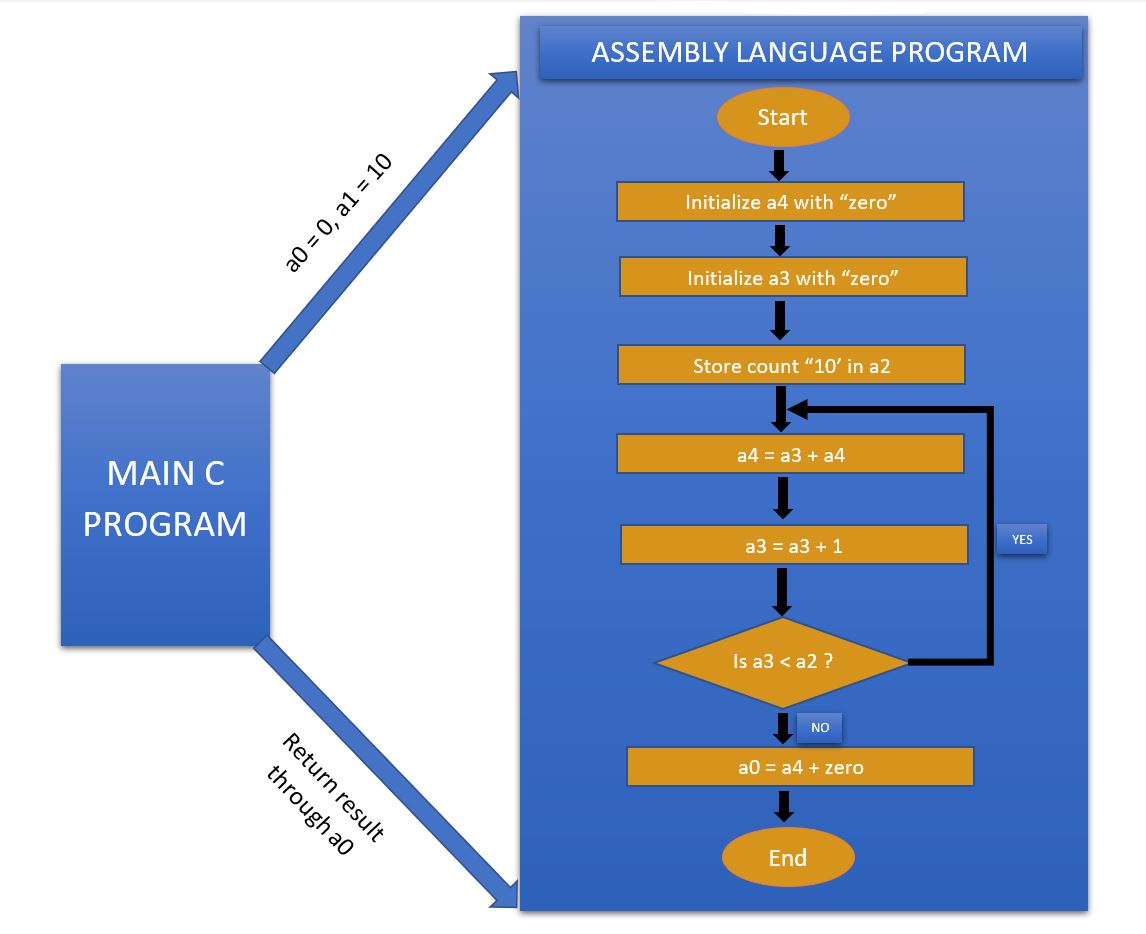 ASSEMBLY LANGUAGE PROGRAM
Start
a0 = 0, a1 = 10
Initialize a4 with “zero”
Initialize a3 with “zero”
Store count “10’ in a2
MAIN C
PROGRAM
a4 = a3 + a4
a3 = a3 + 1
YES
Is a3 < a2 ?
NO
Return result
through a0
a0 = a4 + zero
End